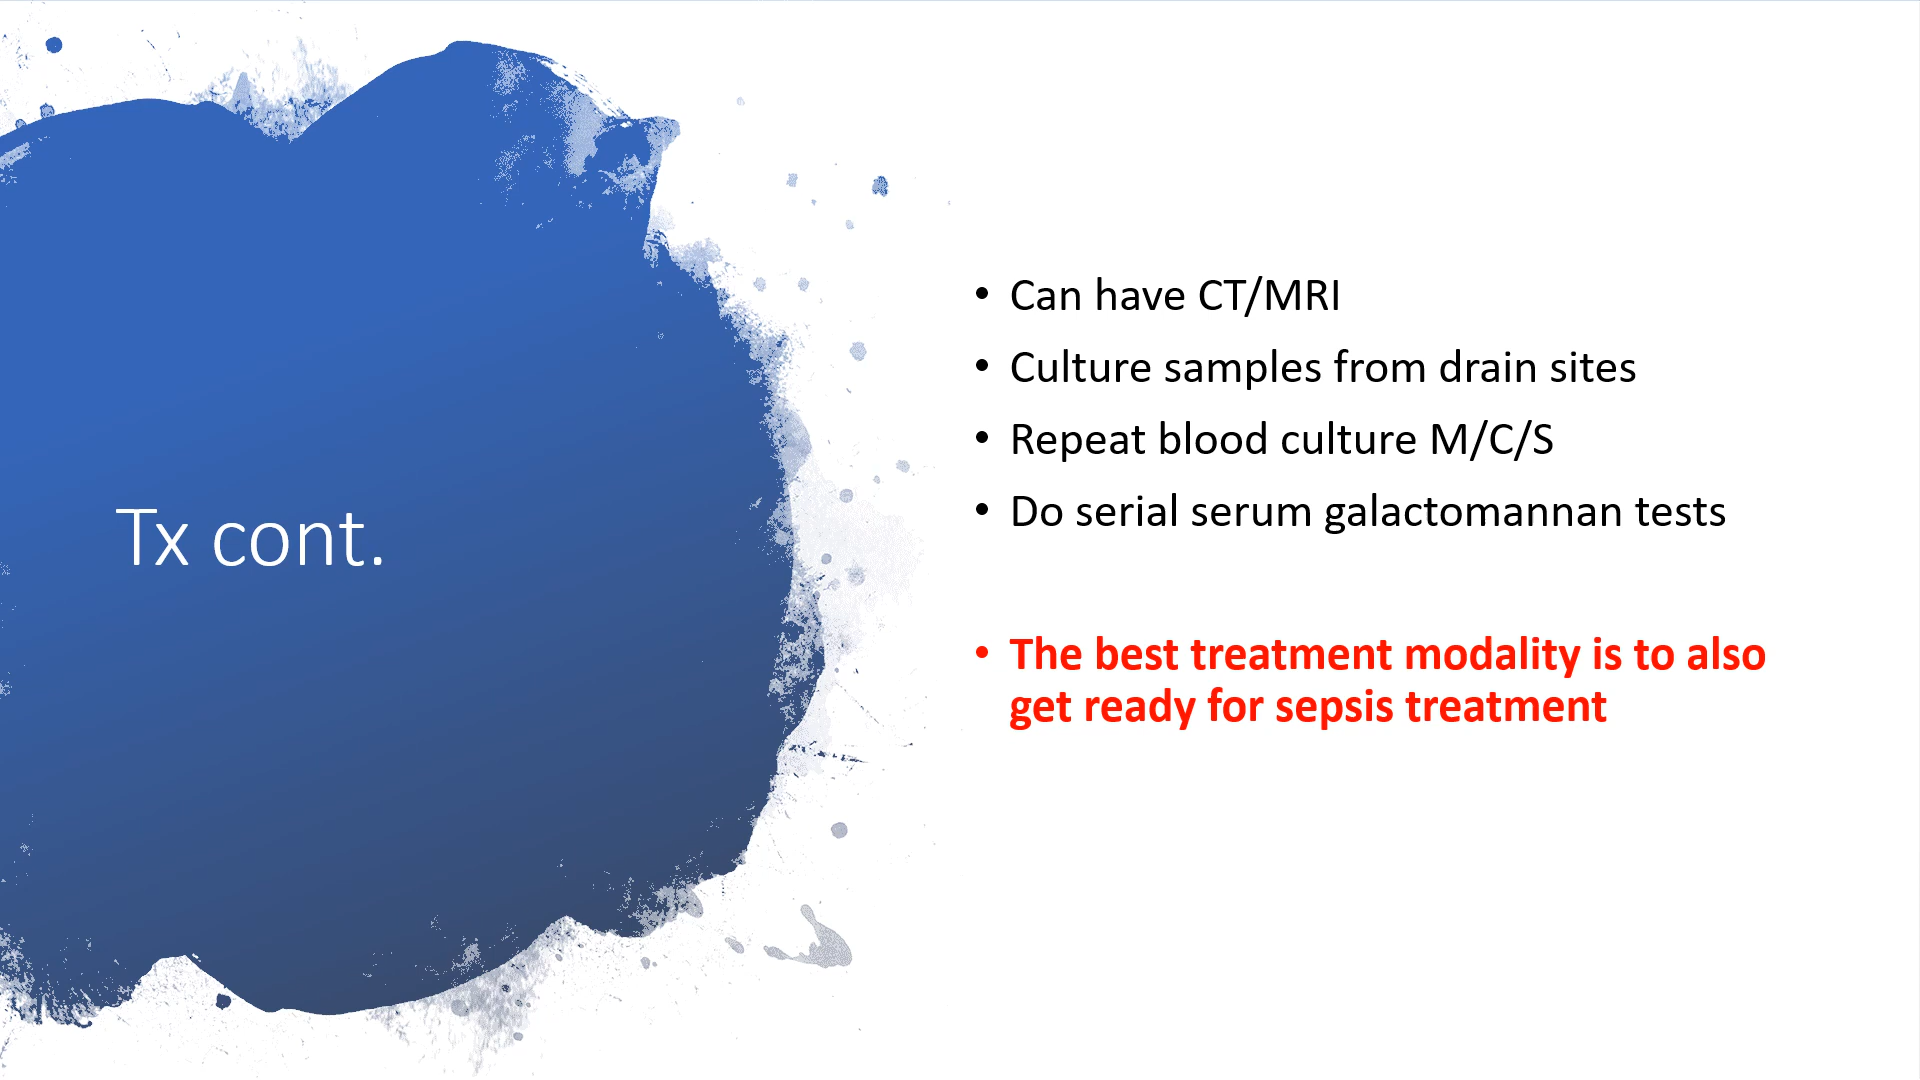 Tx cont.
• Can have CT/MRI
• Culture samples from drain sites
• Repeat blood culture M/C/S
• Do serial serum galactomannan tests
• The best treatment modality is to also
get ready for sepsis treatment